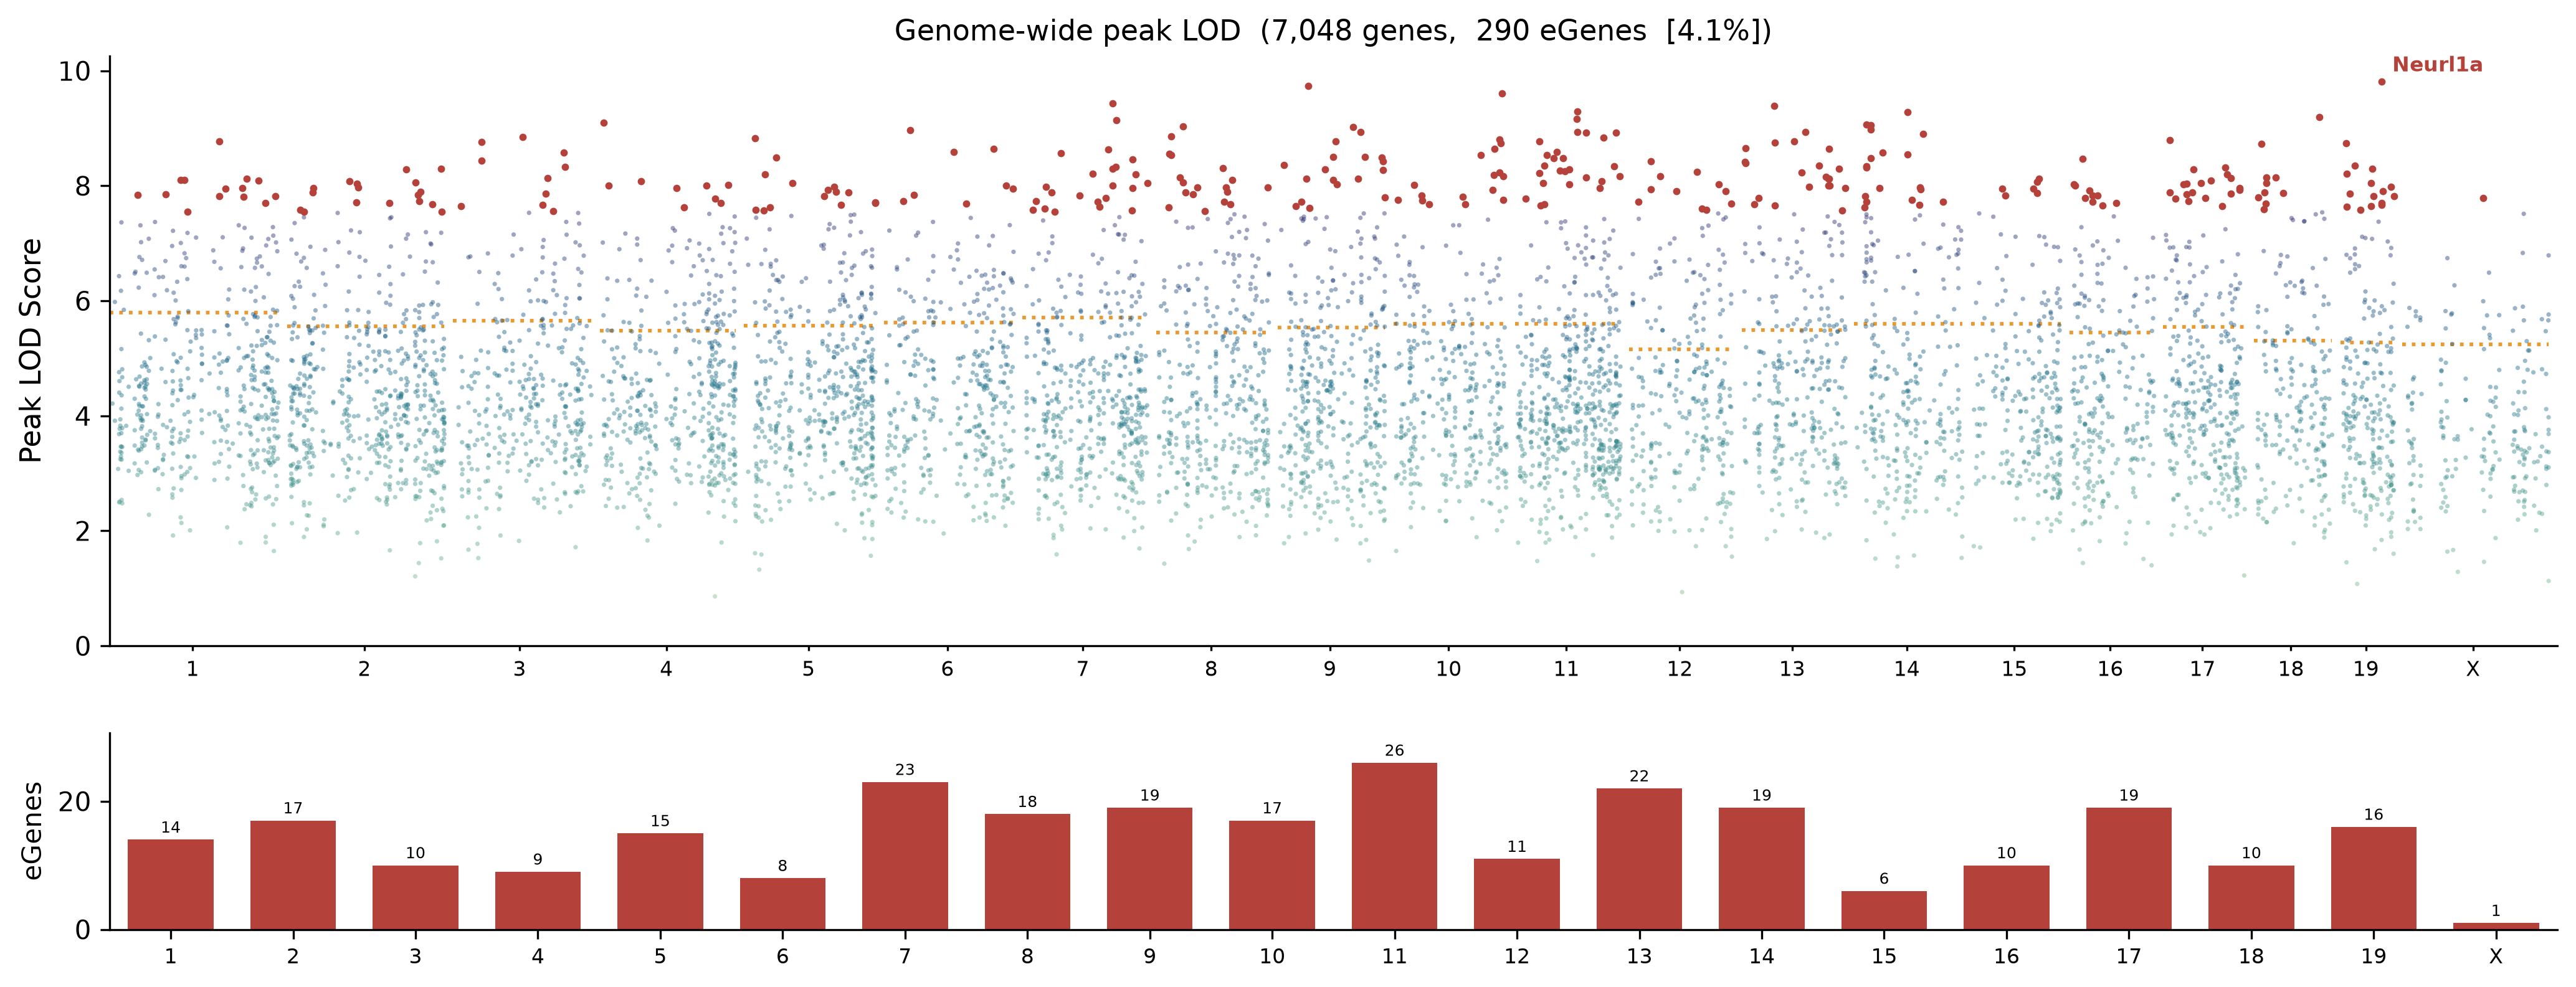 Genome-wide peak LOD (7,048 genes, 290 eGenes [4.1%])
Neurl1a
Peak LOD Score
10
8
6
4
2
0
1 2 3 4 5 6 7 8 9 10 11 12 13 14 15 16 17 18 19 X
eGenes
20
0
14 17 10 9 15 8 23 18 19 17 26 11 22 19 6 10 19 10 16 1
1 2 3 4 5 6 7 8 9 10 11 12 13 14 15 16 17 18 19 X